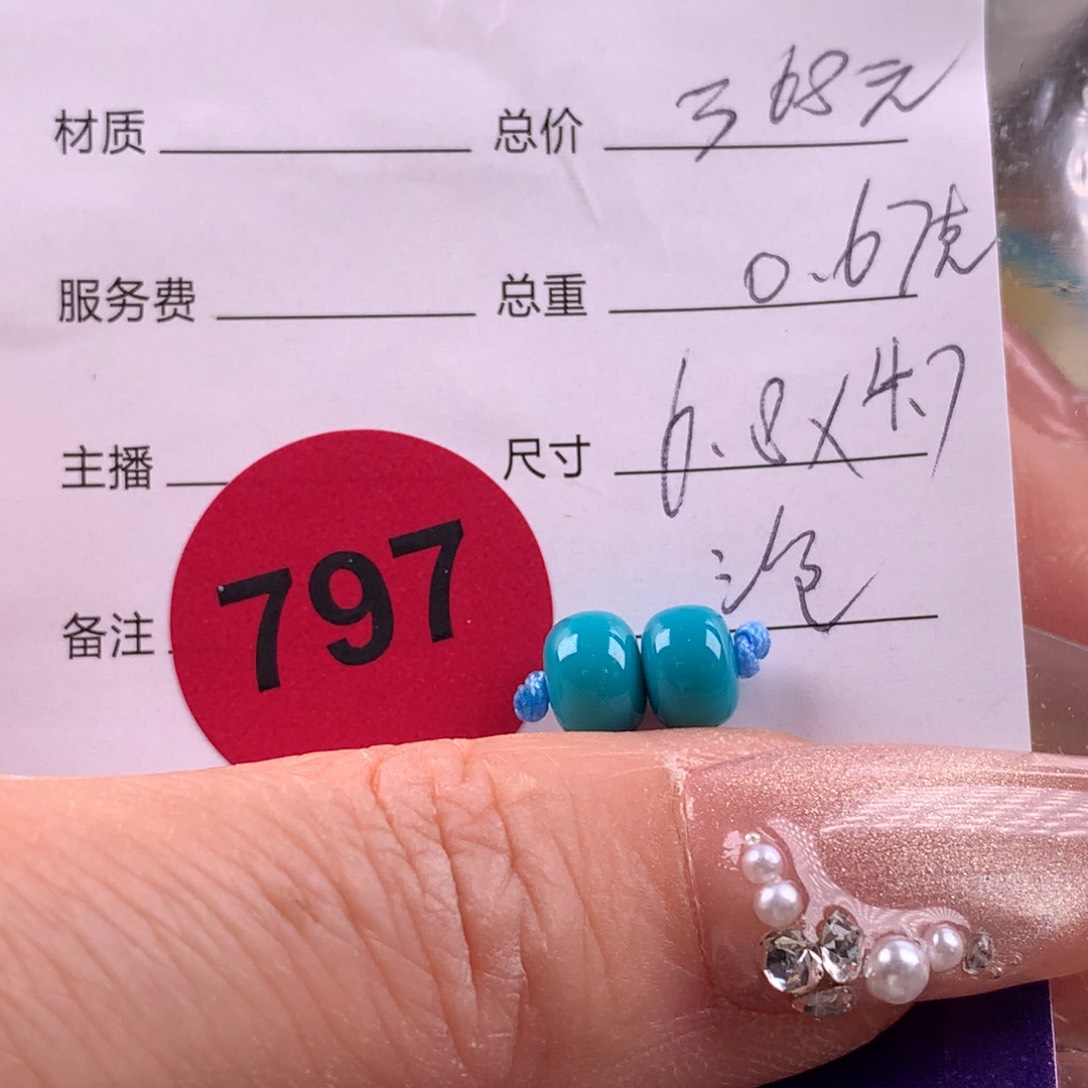 材质 总价 368元
服务费 总重 0.67克
主播 尺寸 6.8X4.7
备注
797